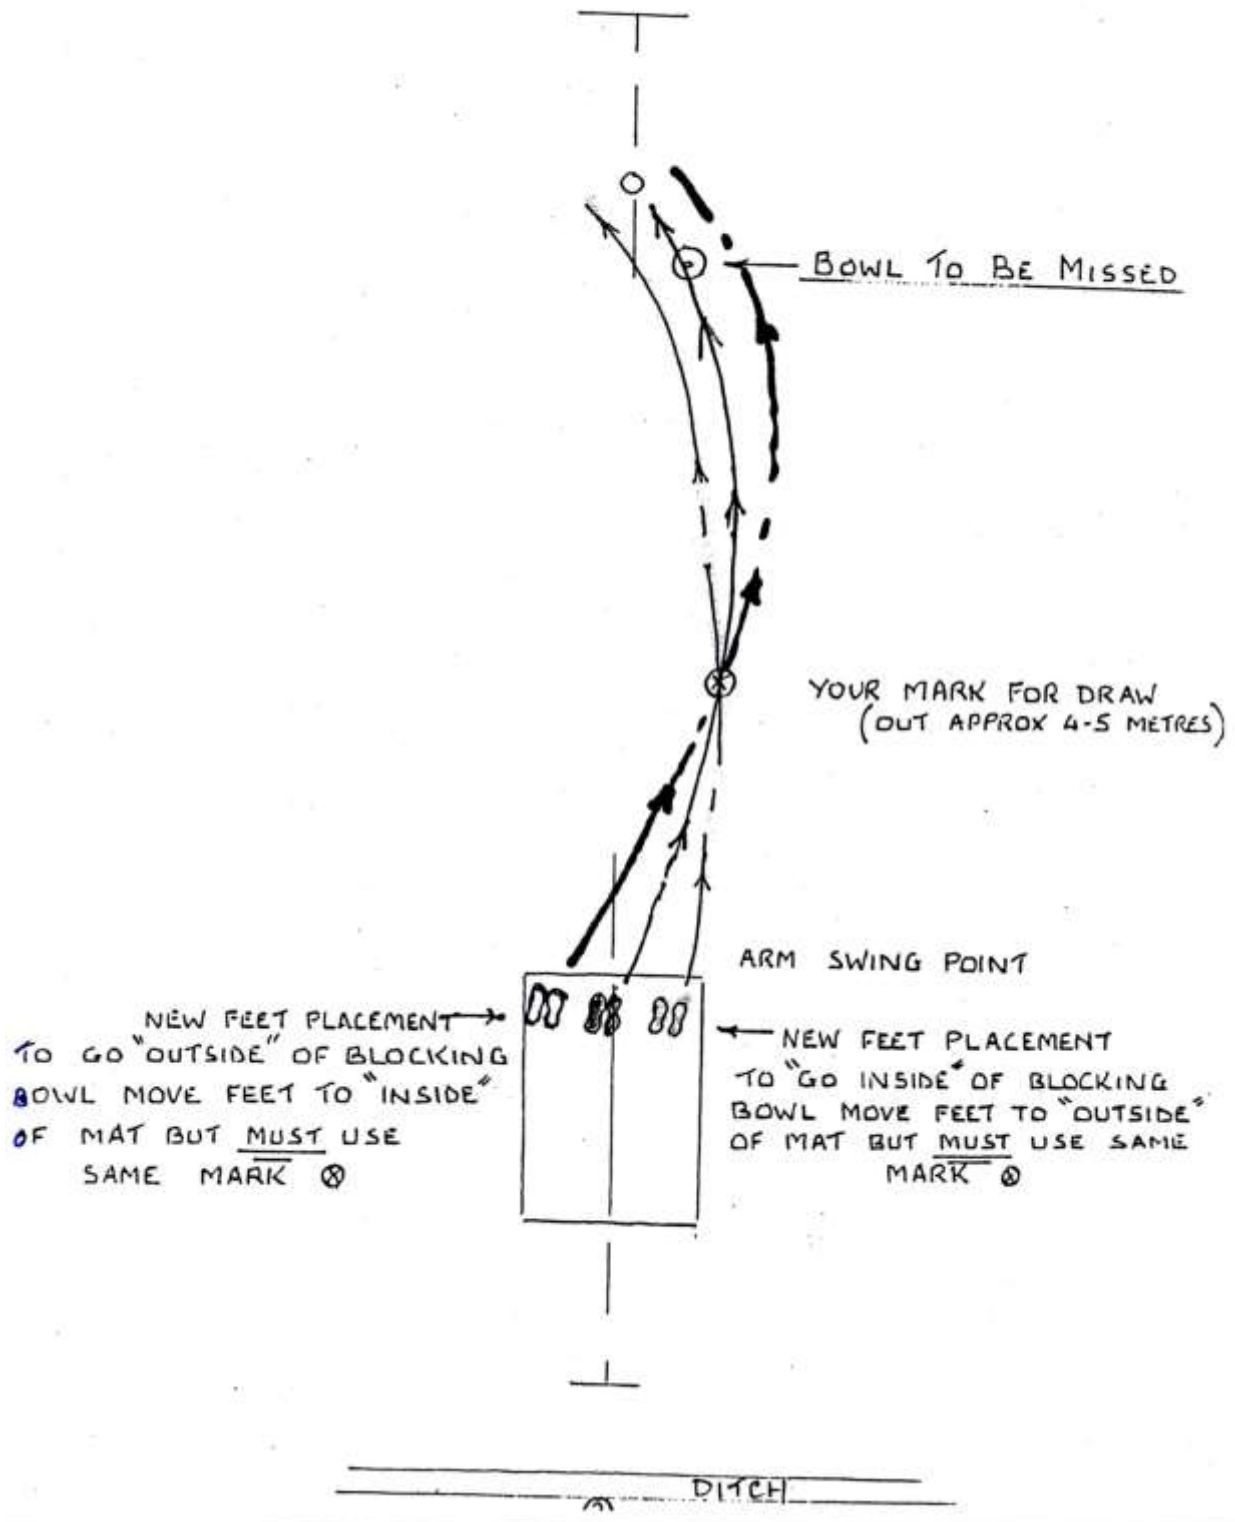 BOWL TO BE MISSED
YOUR MARK FOR DRAW
(OUT APPROX 4-5 METRES)
ARM SWING POINT
NEW FEET PLACEMENT
TO GO "OUTSIDE" OF BLOCKING
BOWL MOVE FEET TO "INSIDE"
OF MAT BUT MUST USE
SAME MARK ⊗
NEW FEET PLACEMENT
TO "GO INSIDE" OF BLOCKING
BOWL MOVE FEET TO "OUTSIDE"
OF MAT BUT MUST USE SAME
MARK ⊗
DITCH